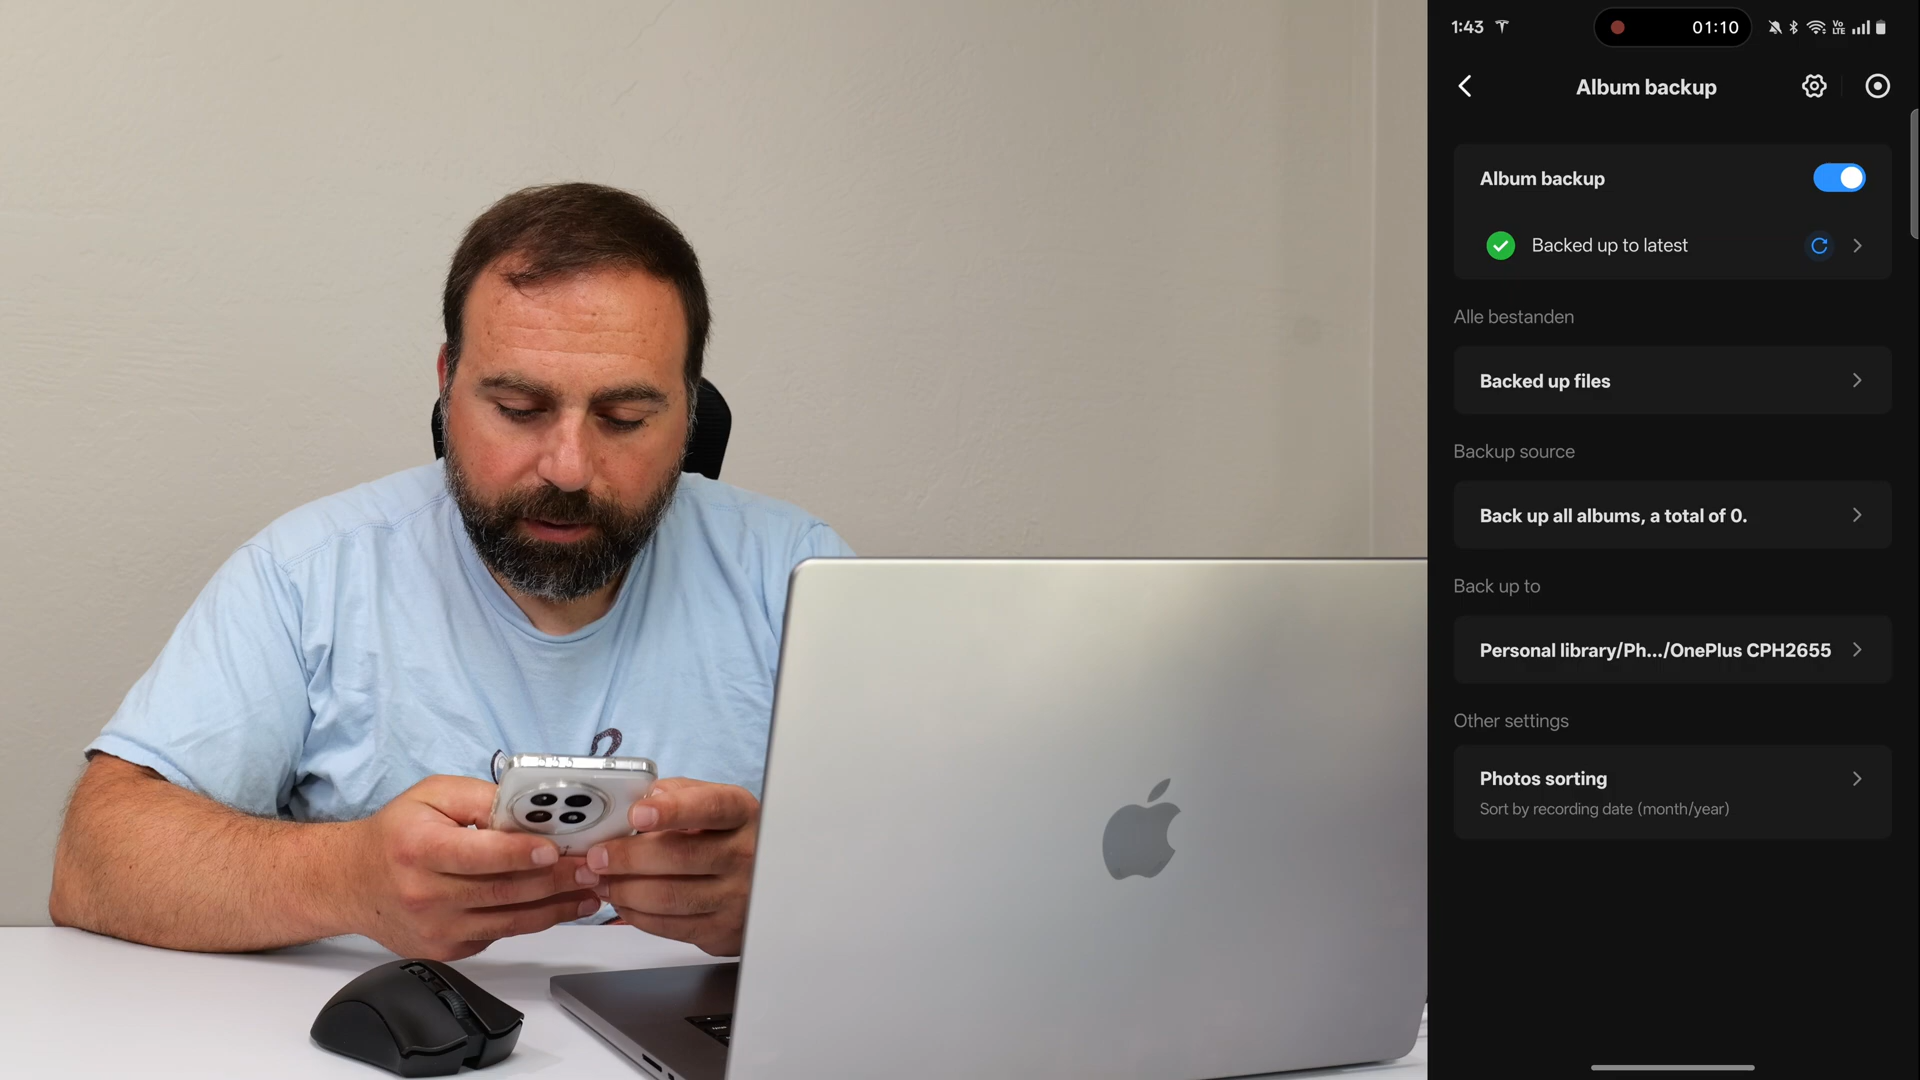 1:43
01:10
Vo
LTE
Album backup
Album backup
Backed up to latest
Alle bestanden
Backed up files
Backup source
Back up all albums, a total of 0.
Back up to
Personal library/Ph.../OnePlus CPH2655
Other settings
Photos sorting
Sort by recording date (month/year)